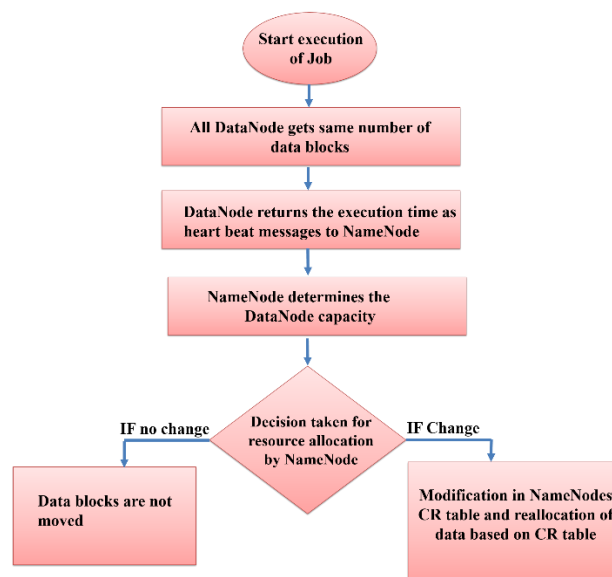 Start execution
of Job
All DataNode gets same number of
data blocks
DataNode returns the execution time as
heart beat messages to NameNode
NameNode determines the
DataNode capacity
IF no change
Decision taken for
resource allocation
by NameNode
IF Change
Data blocks are not
moved
Modification in NameNodes
CR table and reallocation of
data based on CR table